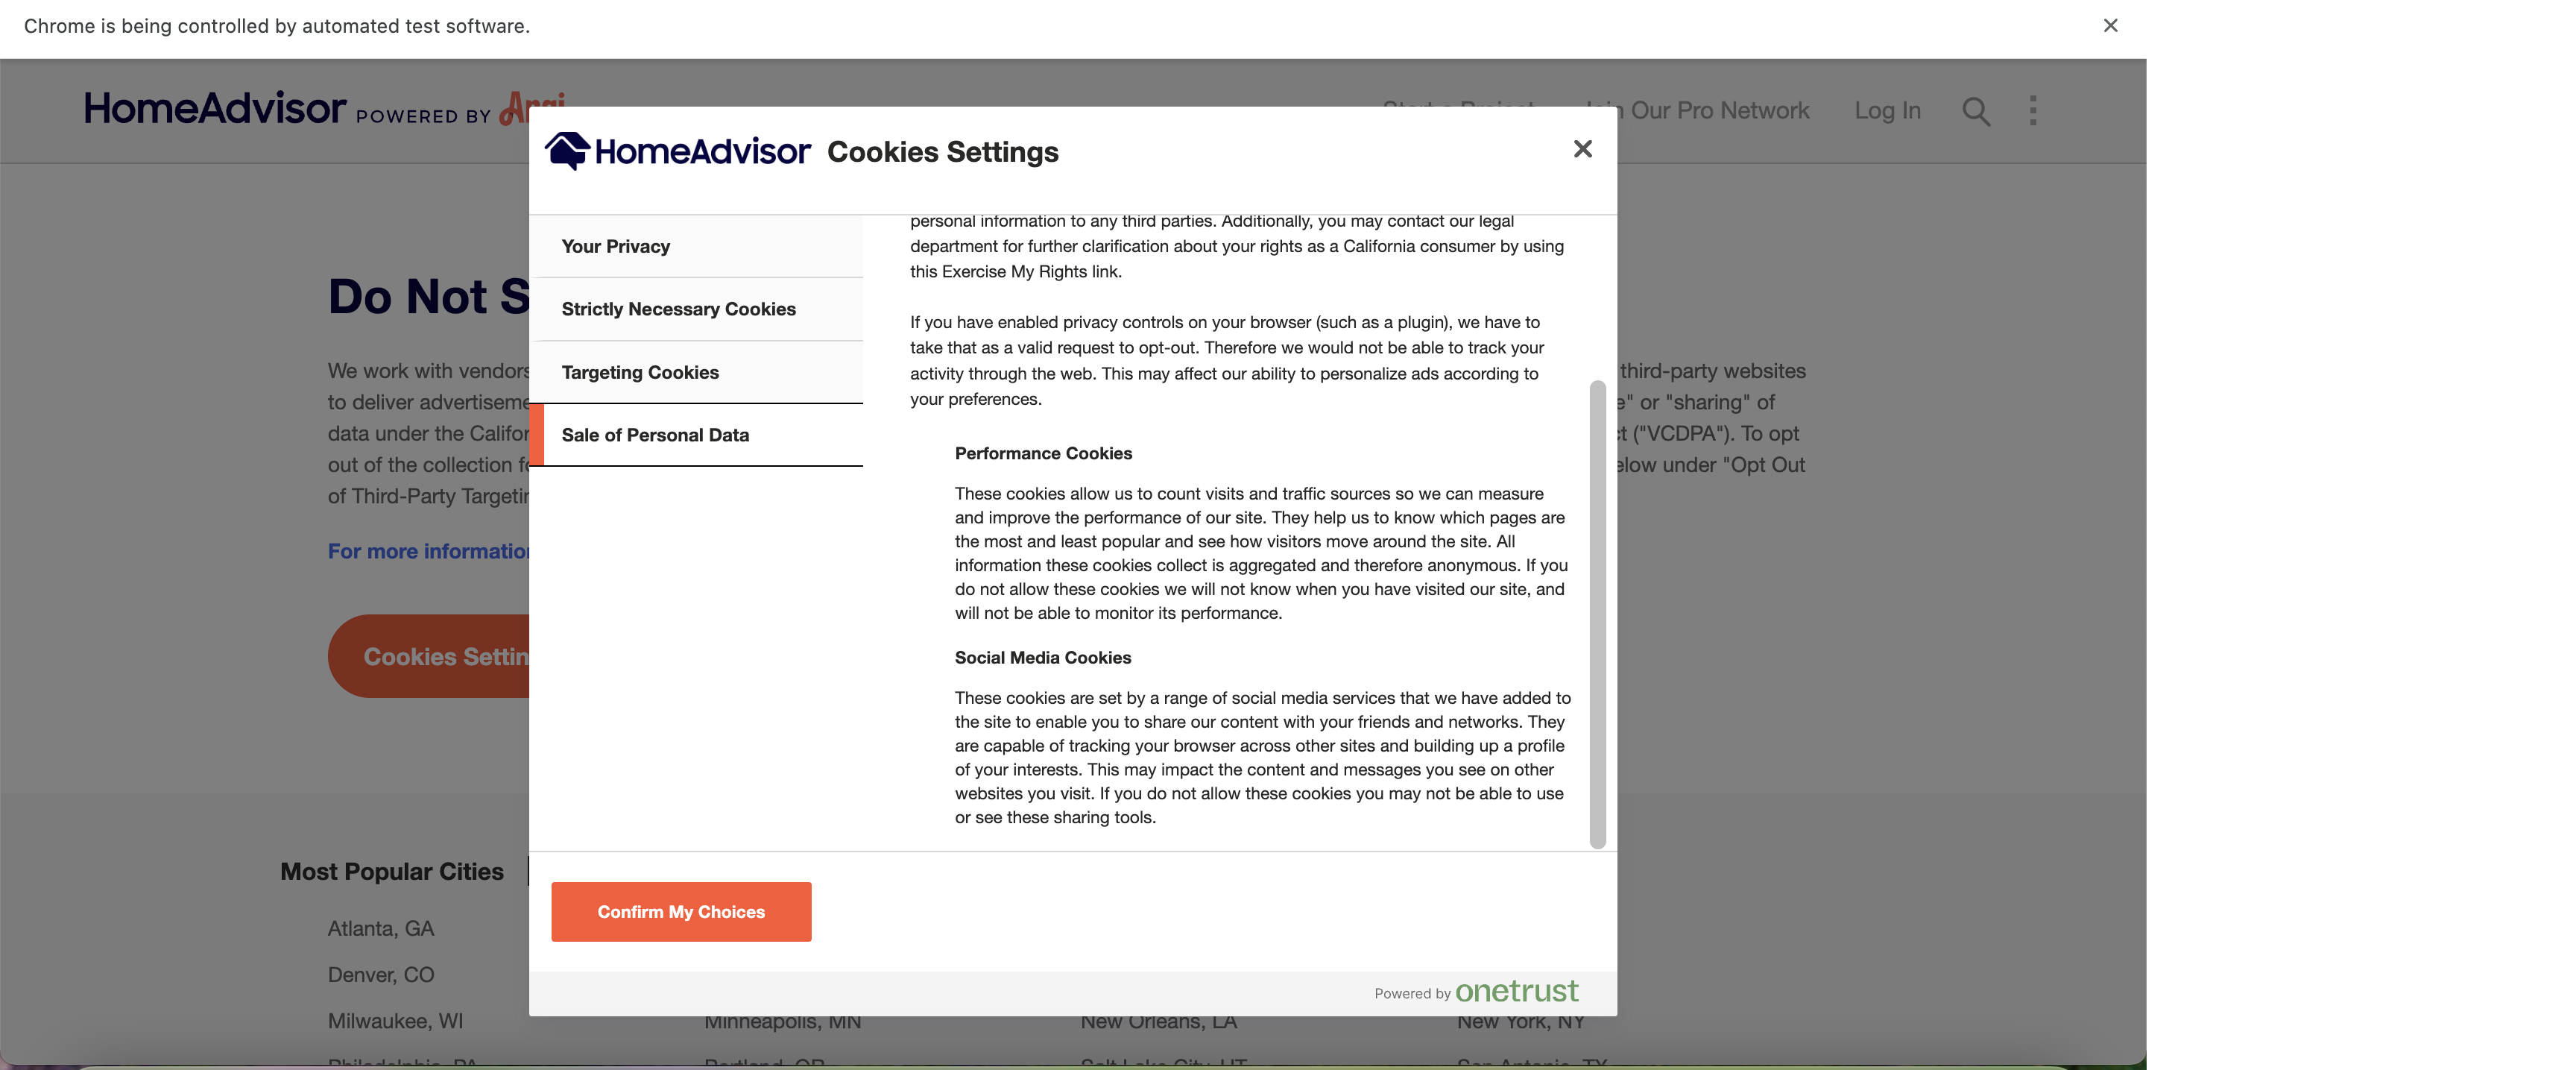 Chrome is being controlled by automated test software.
HomeAdvisor POWERED BY Angi
Start a Project Join Our Pro Network Log In
HomeAdvisor Cookies Settings
Your Privacy
Strictly Necessary Cookies
Targeting Cookies
Sale of Personal Data
personal information to any third parties. Additionally, you may contact our legal
department for further clarification about your rights as a California consumer by using
this Exercise My Rights link.
If you have enabled privacy controls on your browser (such as a plugin), we have to
take that as a valid request to opt-out. Therefore we would not be able to track your
activity through the web. This may affect our ability to personalize ads according to
your preferences.
Performance Cookies
These cookies allow us to count visits and traffic sources so we can measure
and improve the performance of our site. They help us to know which pages are
the most and least popular and see how visitors move around the site. All
information these cookies collect is aggregated and therefore anonymous. If you
do not allow these cookies we will not know when you have visited our site, and
will not be able to monitor its performance.
Social Media Cookies
These cookies are set by a range of social media services that we have added to
the site to enable you to share our content with your friends and networks. They
are capable of tracking your browser across other sites and building up a profile
of your interests. This may impact the content and messages you see on other
websites you visit. If you do not allow these cookies you may not be able to use
or see these sharing tools.
Confirm My Choices
Powered by onetrust
Do Not S
We work with vendors third-party websites
to deliver advertiseme e" or "sharing" of
data under the Califor ct ("VCDPA"). To opt
out of the collection fo elow under "Opt Out
of Third-Party Targetin
For more information
Cookies Settin
Most Popular Cities
Atlanta, GA
Denver, CO
Milwaukee, WI Minneapolis, MN New Orleans, LA New York, NY
Philadelphia, PA Portland, OR Salt Lake City, UT San Antonio, TX